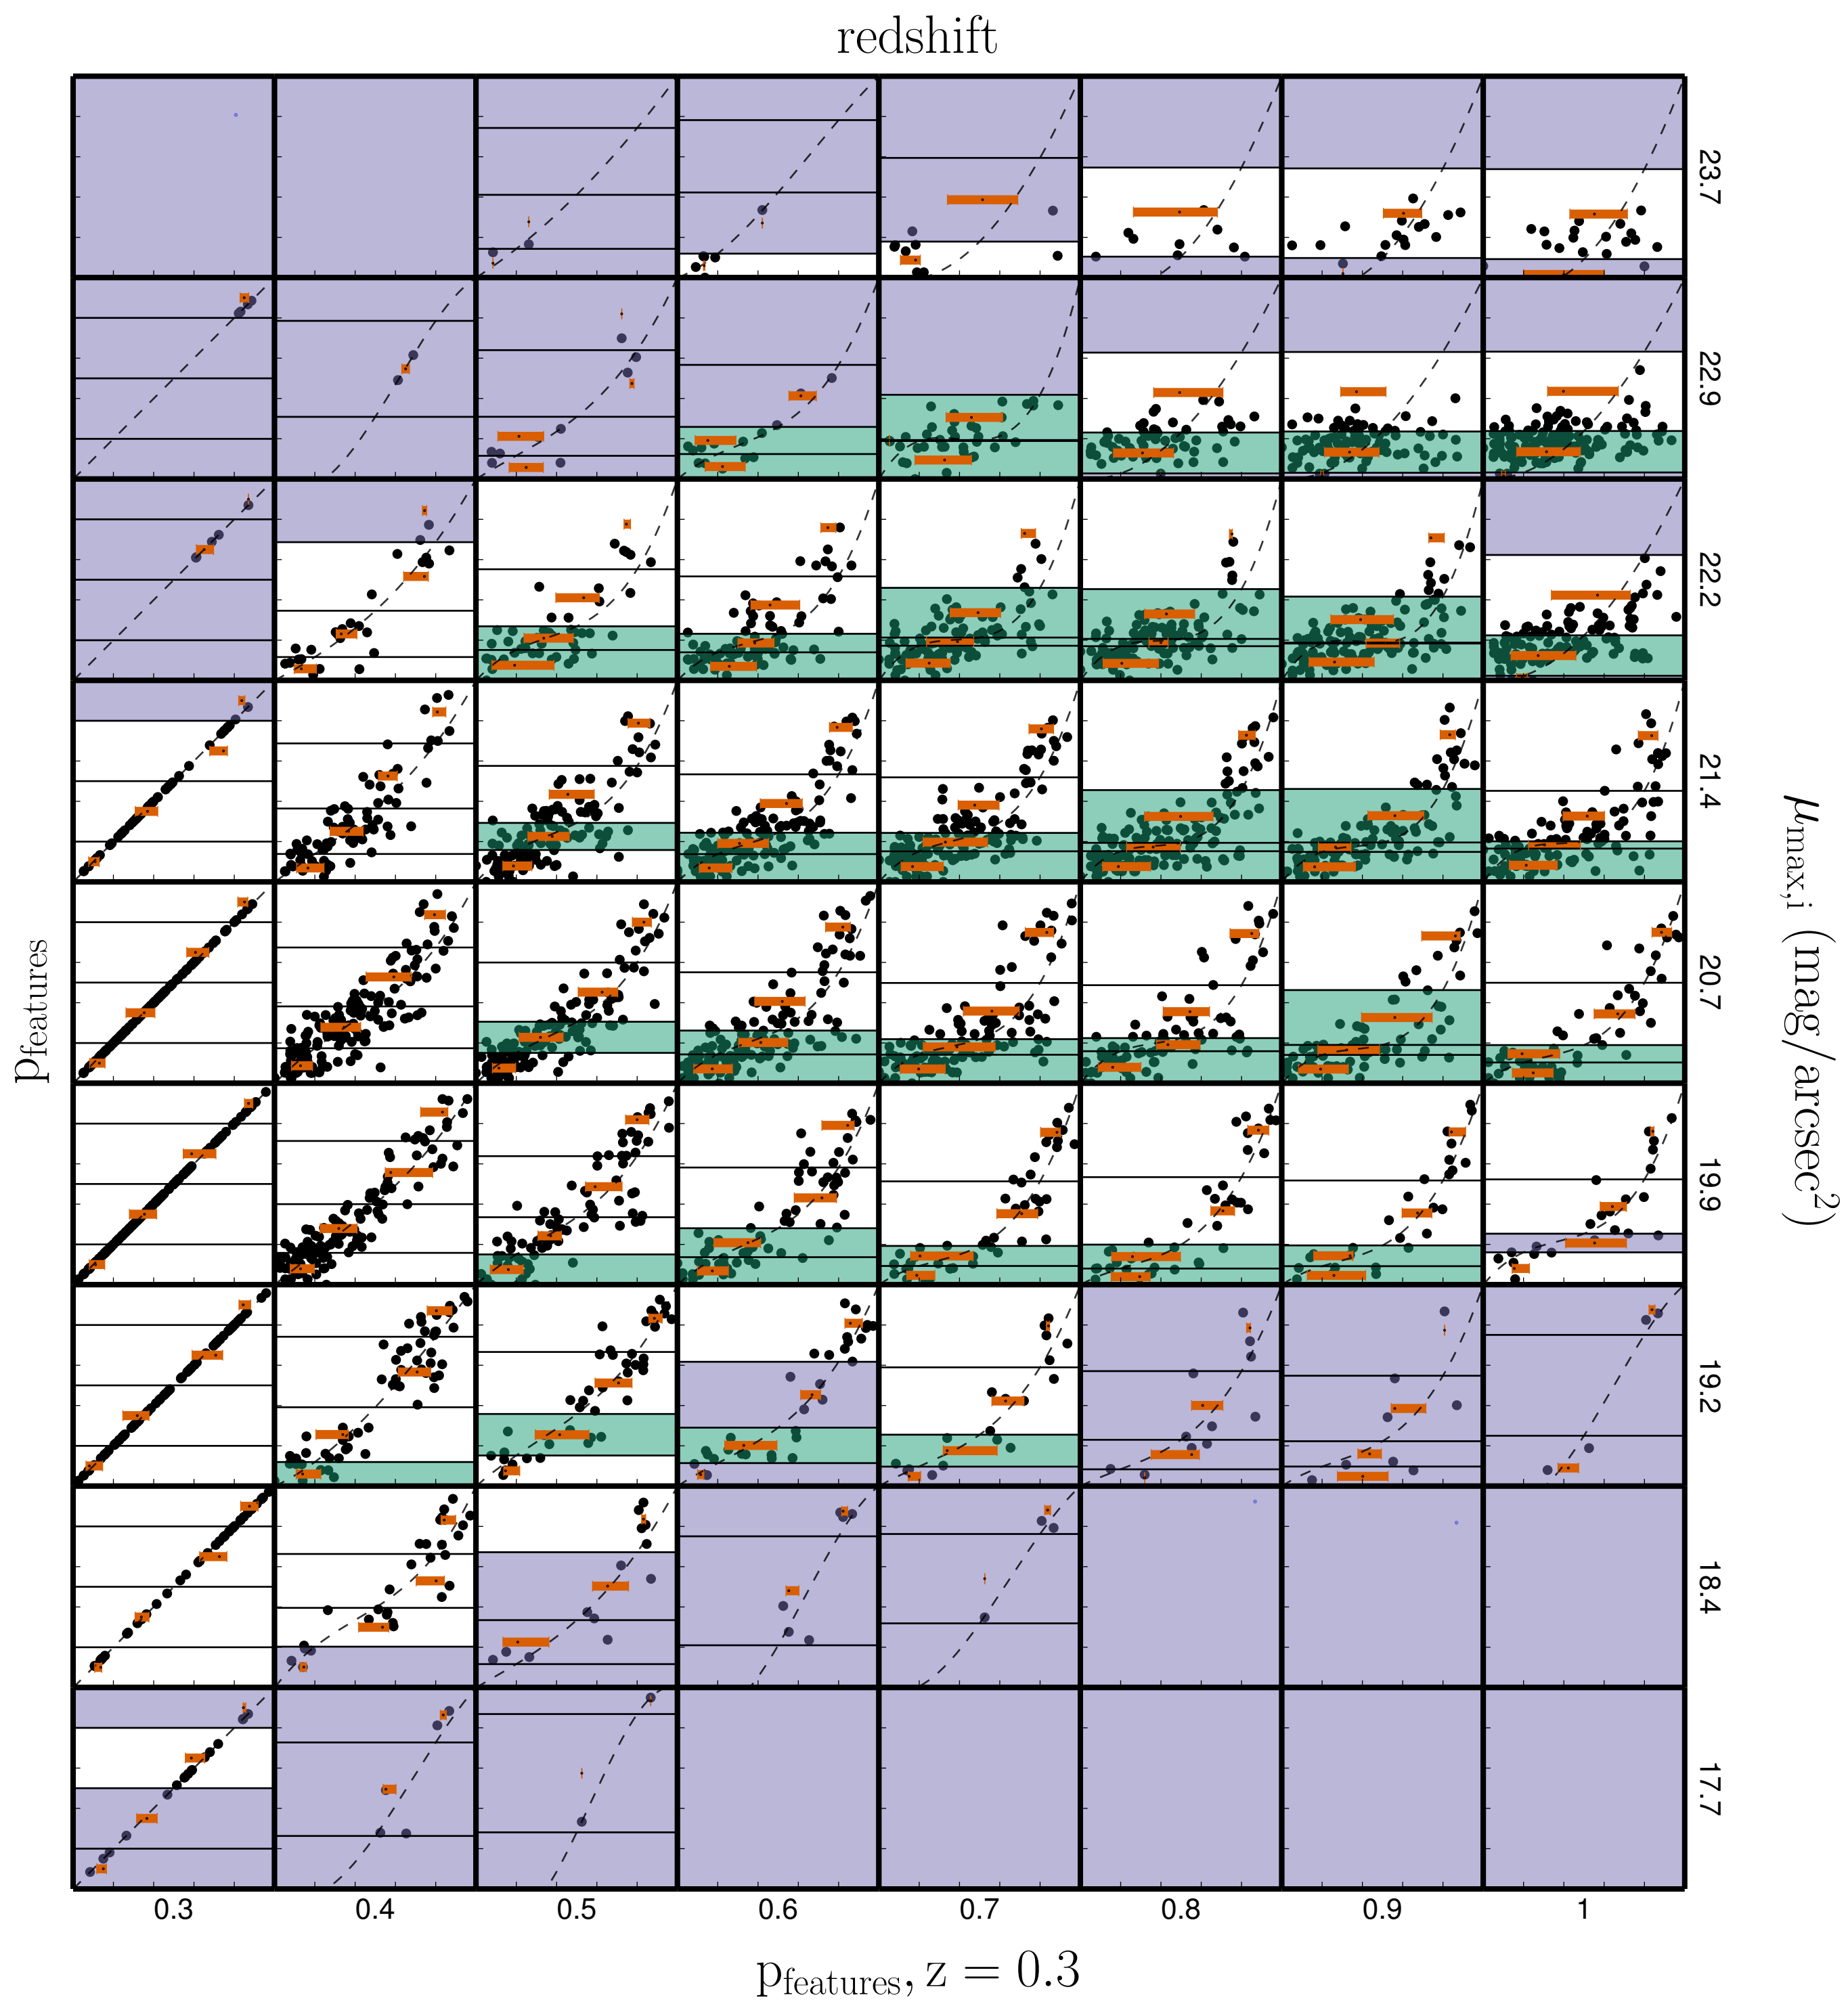 redshift
23.7
22.9
22.2
21.4
20.7
19.9
19.2
18.4
17.7
μmax,i (mag/arcsec²)
pfeatures
0.3 0.4 0.5 0.6 0.7 0.8 0.9 1
pfeatures, z = 0.3